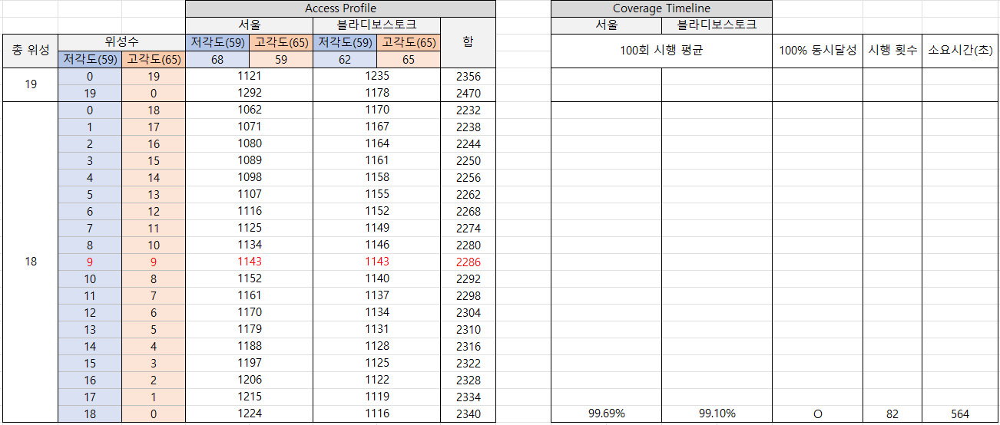 Access Profile Coverage Timeline
서울 블라디보스토크 합 서울 블라디보스토크
총 위성 위성수 저각도(59) 고각도(65) 저각도(59) 고각도(65) 100회 시행 평균 100% 동시달성 시행 횟수 소요시간(초)
저각도(59) 고각도(65) 68 59 62 65
19 0 19 1121 1235 2356
19 0 1292 1178 2470
18 0 18 1062 1170 2232
1 17 1071 1167 2238
2 16 1080 1164 2244
3 15 1089 1161 2250
4 14 1098 1158 2256
5 13 1107 1155 2262
6 12 1116 1152 2268
7 11 1125 1149 2274
8 10 1134 1146 2280
9 9 1143 1143 2286
10 8 1152 1140 2292
11 7 1161 1137 2298
12 6 1170 1134 2304
13 5 1179 1131 2310
14 4 1188 1128 2316
15 3 1197 1125 2322
16 2 1206 1122 2328
17 1 1215 1119 2334
18 0 1224 1116 2340 99.69% 99.10% O 82 564